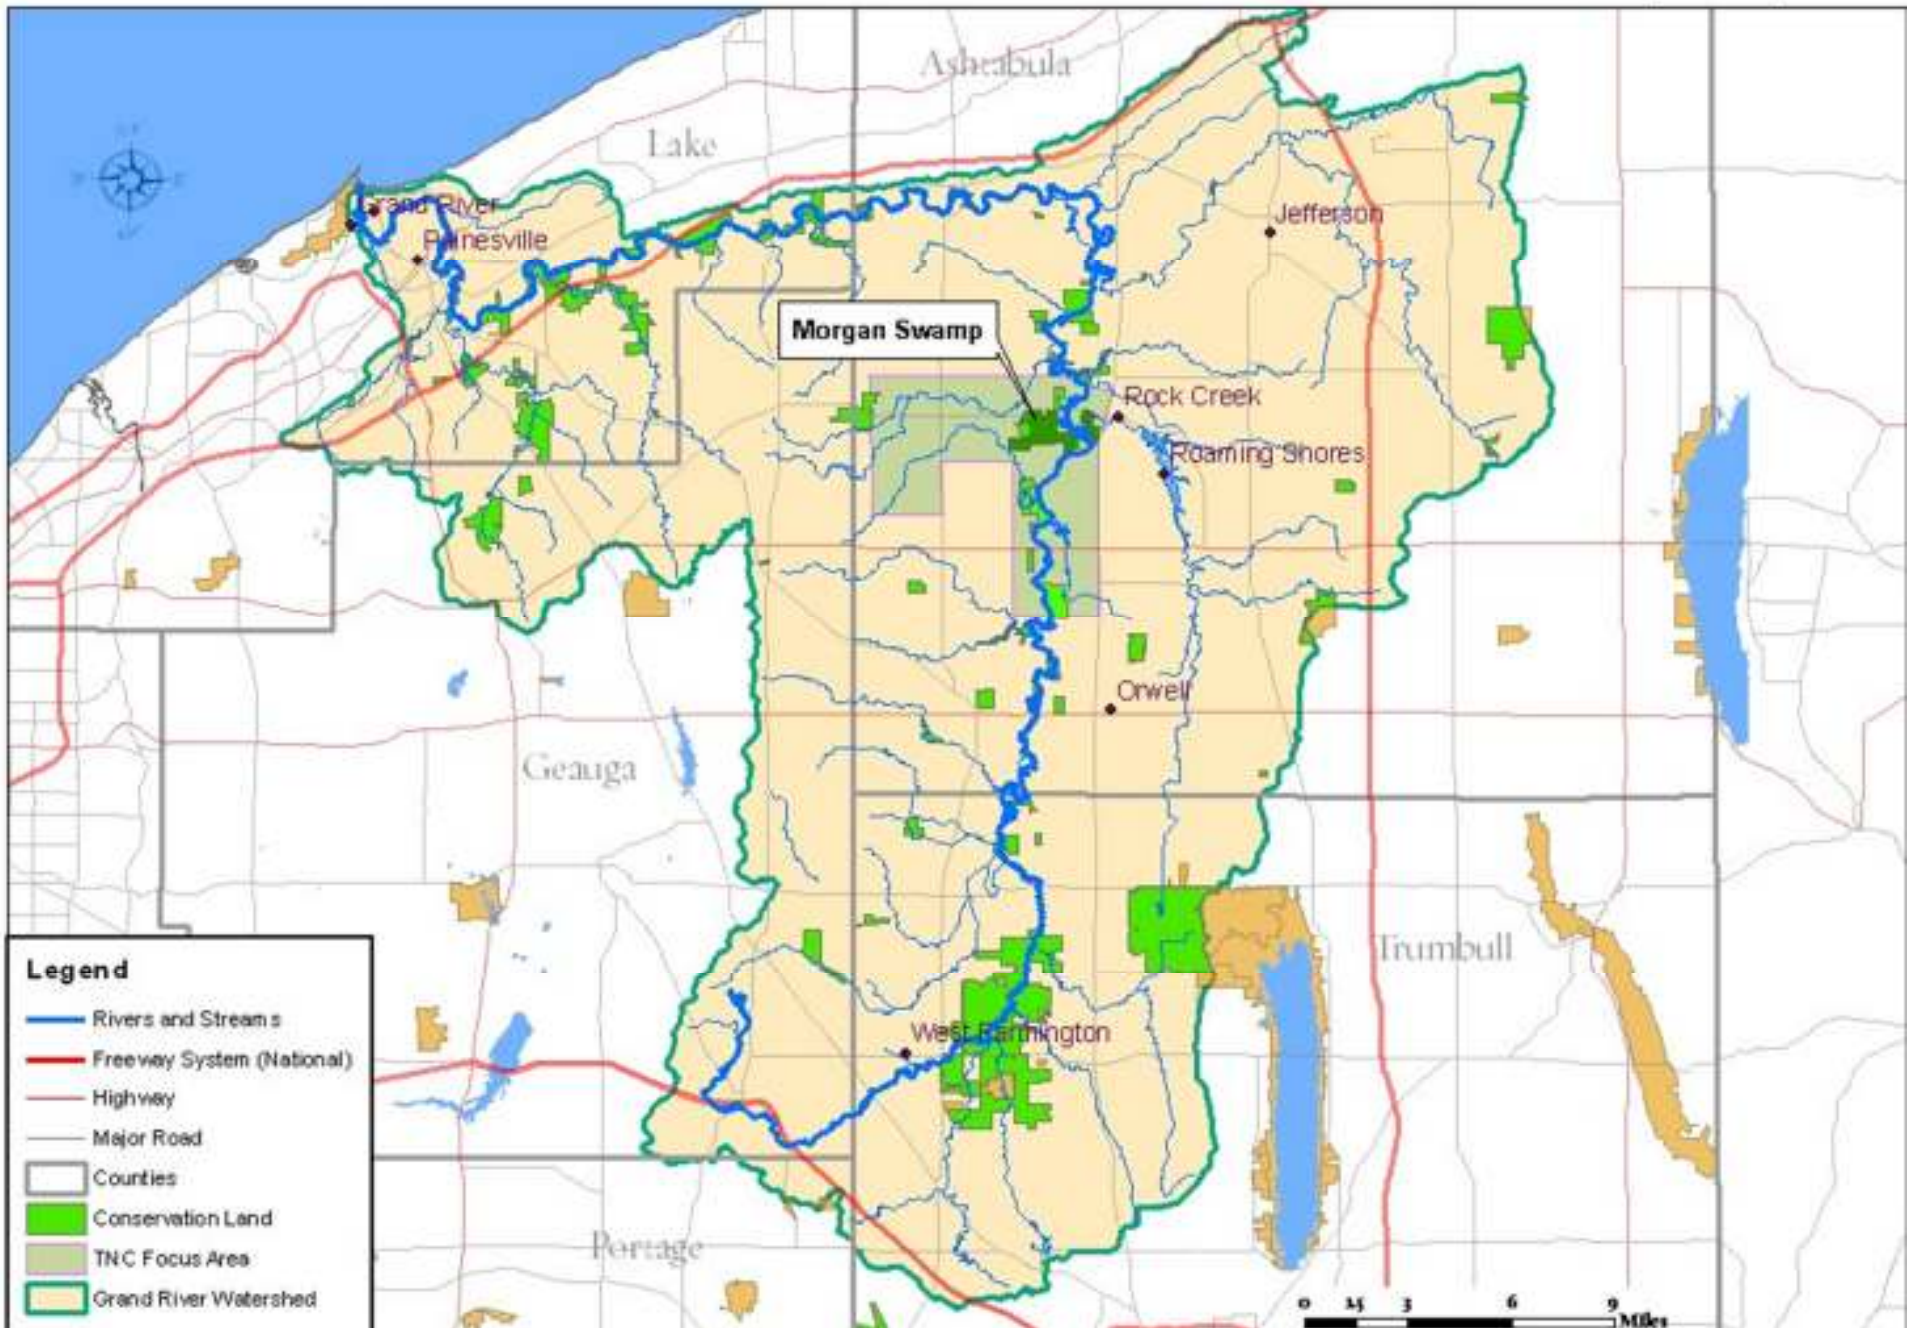 Ashtabula
Lake
Grand River
Painesville
Jefferson
Morgan Swamp
Rock Creek
Roaming Shores
Orwell
Geauga
Trumbull
West Farmington
Portage
Legend
Rivers and Streams
Freeway System (National)
Highway
Major Road
Counties
Conservation Land
TNC Focus Area
Grand River Watershed
0 1.5 3 6 9
Miles